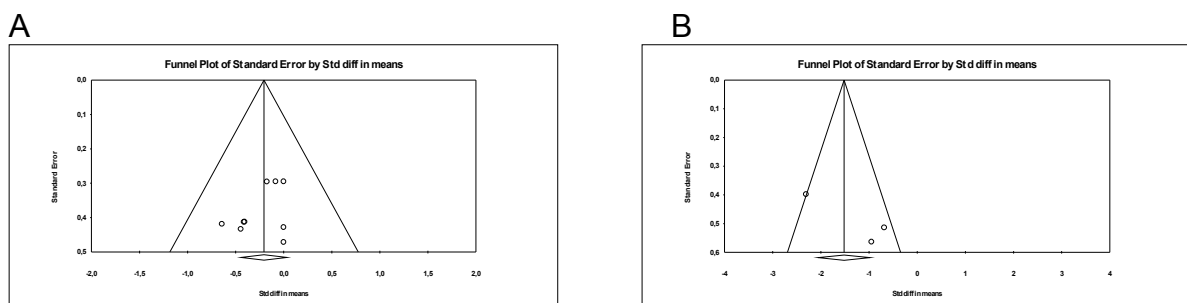 A
Funnel Plot of Standard Error by Std diff in means
0,0
0,1
0,2
0,3
0,4
0,5
Standard Error
-2,0 -1,5 -1,0 -0,5 0,0 0,5 1,0 1,5 2,0
Std diff in means
B
Funnel Plot of Standard Error by Std diff in means
0,0
0,1
0,2
0,3
0,4
0,5
0,6
Standard Error
-4 -3 -2 -1 0 1 2 3 4
Std diff in means